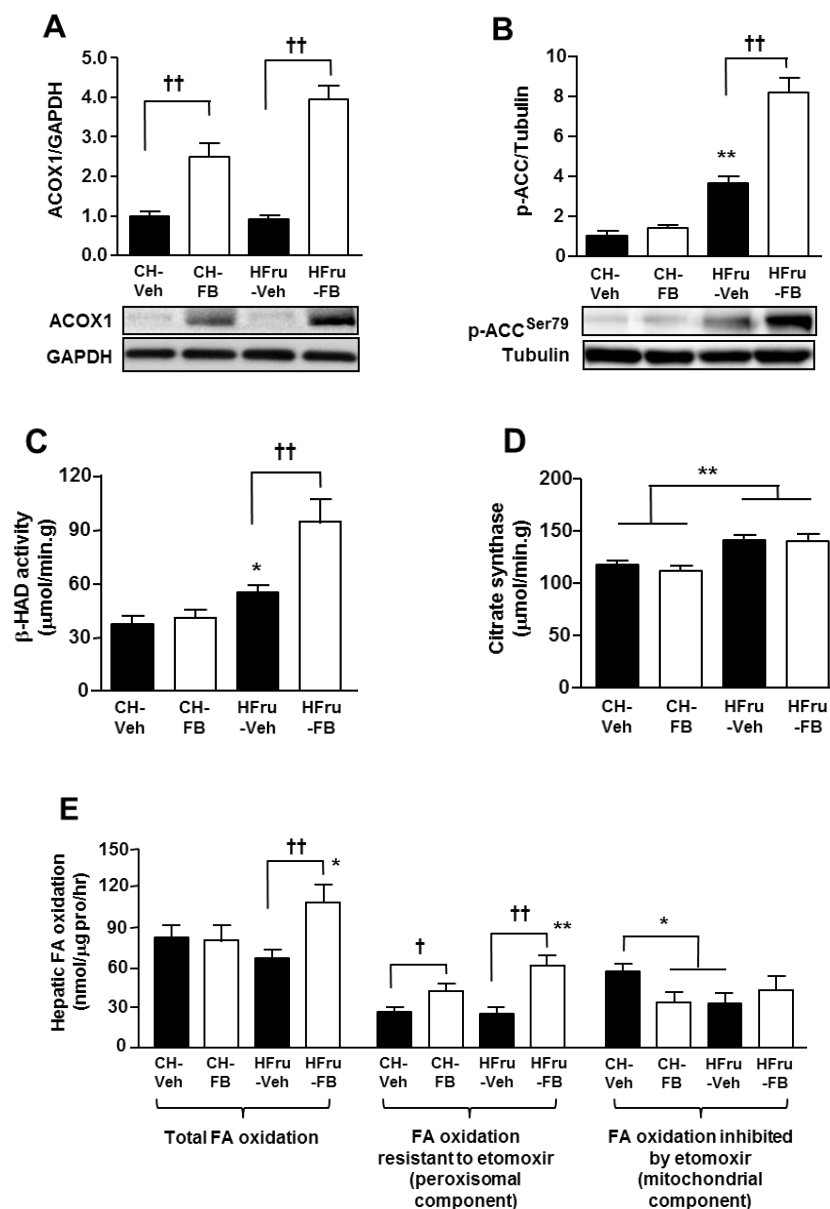 A
ACOX1/GAPDH
5.0
4.0
3.0
2.0
1.0
0.0
††
††
CH-
Veh
CH-
FB
HFru
-Veh
HFru
-FB
ACOX1
GAPDH
B
p-ACC/Tubulin
10
8
6
4
2
0
**
††
CH-
Veh
CH-
FB
HFru
-Veh
HFru
-FB
p-ACC^Ser79
Tubulin
C
β-HAD activity
(μmol/min.g)
120
90
60
30
0
*
††
CH-
Veh
CH-
FB
HFru
-Veh
HFru
-FB
D
Citrate synthase
(μmol/min.g)
200
150
100
50
0
**
CH-
Veh
CH-
FB
HFru
-Veh
HFru
-FB
E
Hepatic FA oxidation
(nmol/μg pro/hr)
150
120
90
60
30
0
††
*
†
††
**
*
CH-
Veh
CH-
FB
HFru
-Veh
HFru
-FB
CH-
Veh
CH-
FB
HFru
-Veh
HFru
-FB
CH-
Veh
CH-
FB
HFru
-Veh
HFru
-FB
Total FA oxidation
FA oxidation
resistant to etomoxir
(peroxisomal
component)
FA oxidation inhibited
by etomoxir
(mitochondrial
component)